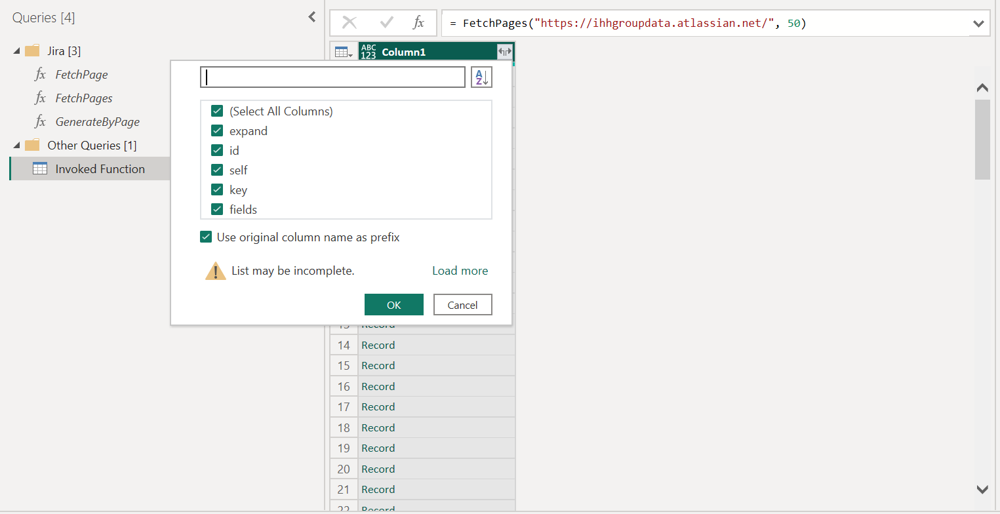 Queries [4]
fx
= FetchPages("https://ihhgroupdata.atlassian.net/", 50)
Jira [3]
fx FetchPage
fx FetchPages
fx GenerateByPage
Other Queries [1]
Invoked Function
ABC
123
Column1
A
Z
(Select All Columns)
expand
id
self
key
fields
Use original column name as prefix
List may be incomplete.
Load more
OK
Cancel
13 Record
14 Record
15 Record
16 Record
17 Record
18 Record
19 Record
20 Record
21 Record
22 Record